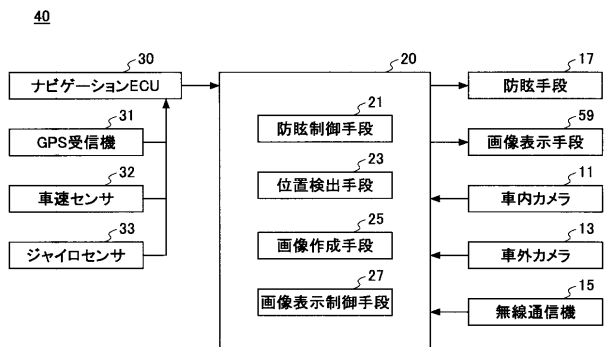 40
30
ナビゲーションECU
31
GPS受信機
32
車速センサ
33
ジャイロセンサ
20
21
防眩制御手段
23
位置検出手段
25
画像作成手段
27
画像表示制御手段
17
防眩手段
59
画像表示手段
11
車内カメラ
13
車外カメラ
15
無線通信機